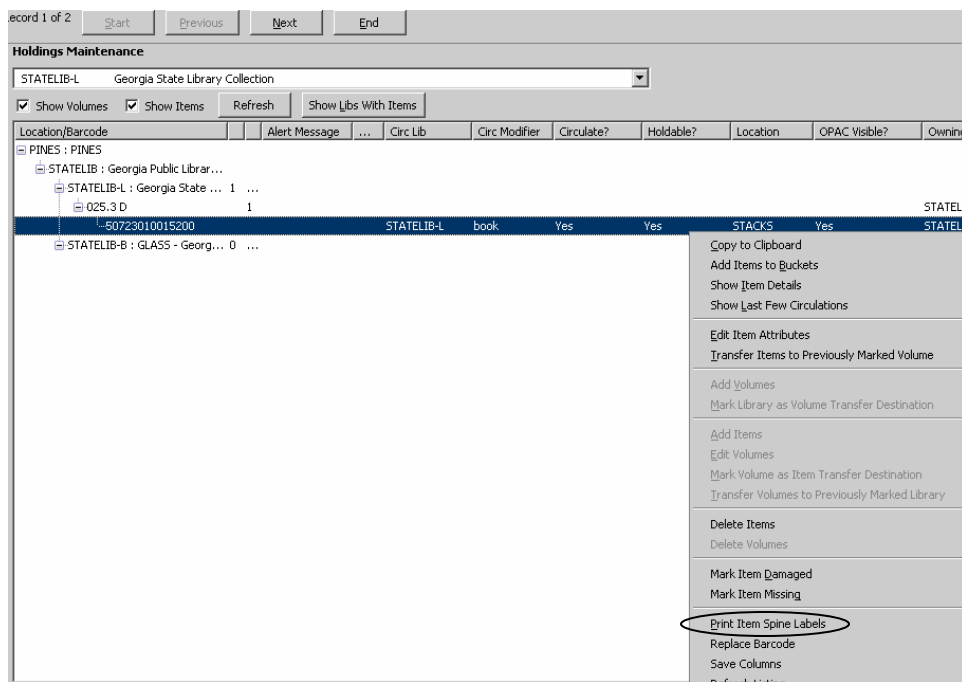 ecord 1 of 2 Start Previous Next End
Holdings Maintenance
STATELIB-L Georgia State Library Collection
Show Volumes Show Items Refresh Show Libs With Items
Location/Barcode Alert Message ... Circ Lib Circ Modifier Circulate? Holdable? Location OPAC Visible? Ownin
PINES : PINES
STATELIB : Georgia Public Librar...
STATELIB-L : Georgia State ... 1 ...
025.3 D 1 STATEL
50723010015200 STATELIB-L book Yes Yes STACKS Yes STATEL
STATELIB-B : GLASS - Georg... 0 ...
Copy to Clipboard
Add Items to Buckets
Show Item Details
Show Last Few Circulations
Edit Item Attributes
Transfer Items to Previously Marked Volume
Add Volumes
Mark Library as Volume Transfer Destination
Add Items
Edit Volumes
Mark Volume as Item Transfer Destination
Transfer Volumes to Previously Marked Library
Delete Items
Delete Volumes
Mark Item Damaged
Mark Item Missing
Print Item Spine Labels
Replace Barcode
Save Columns